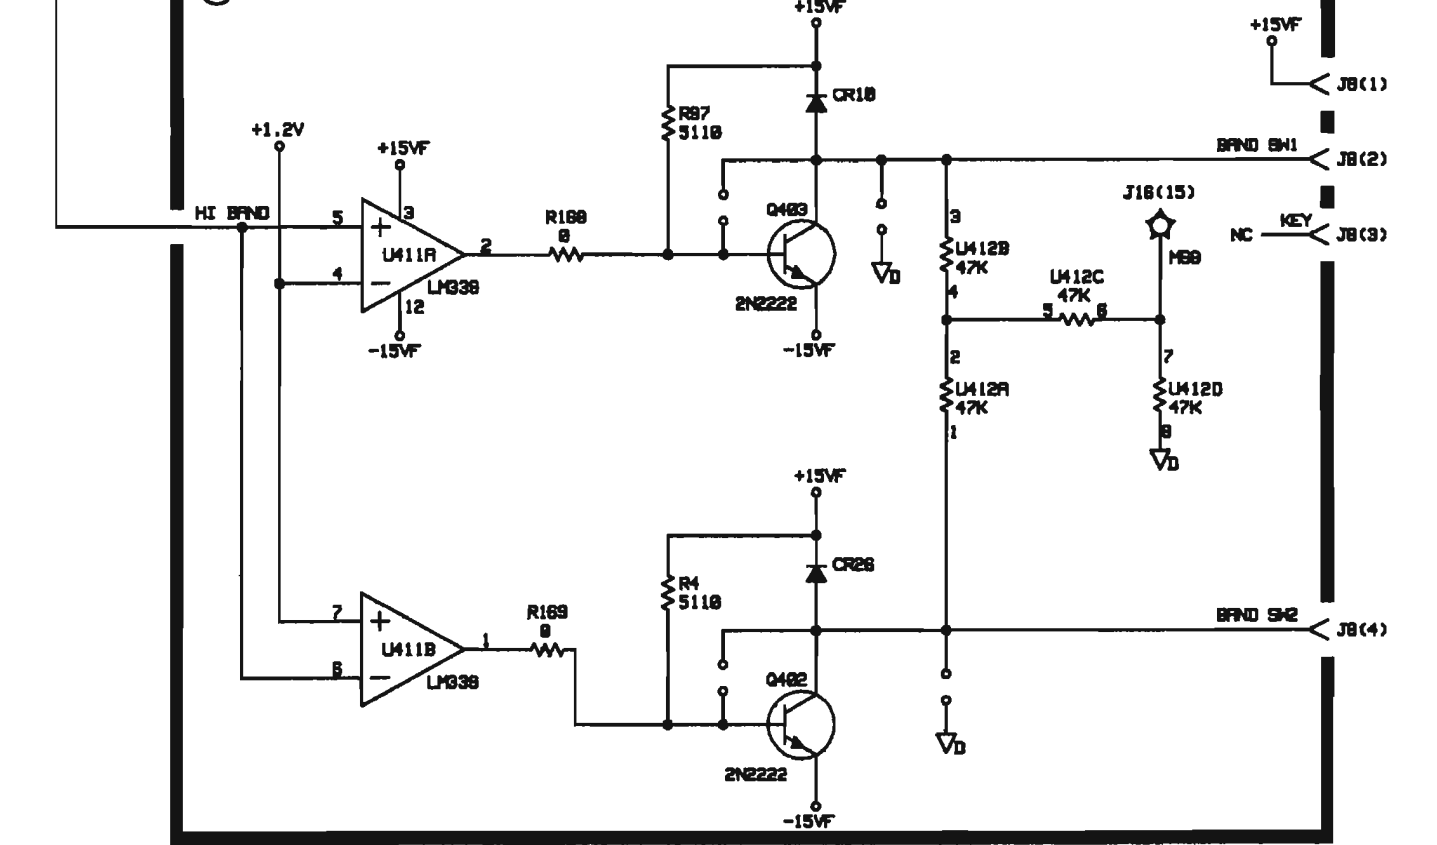 +15VF
+15VF
J8(1)
CR10
R97
5110
+1.2V
+15VF
BAND SW1
J8(2)
HI BAND
5
3
+
U411A
2
4
−
LM339
12
-15VF
R168
0
Q403
2N2222
-15VF
D
3
U412B
47K
4
J16(15)
M59
KEY
NC
J8(3)
U412C
47K
5
6
2
U412A
47K
1
7
U412D
47K
8
D
+15VF
CR26
R4
5110
BAND SW2
J8(4)
7
+
U411B
1
6
−
LM339
R169
0
Q402
2N2222
-15VF
D